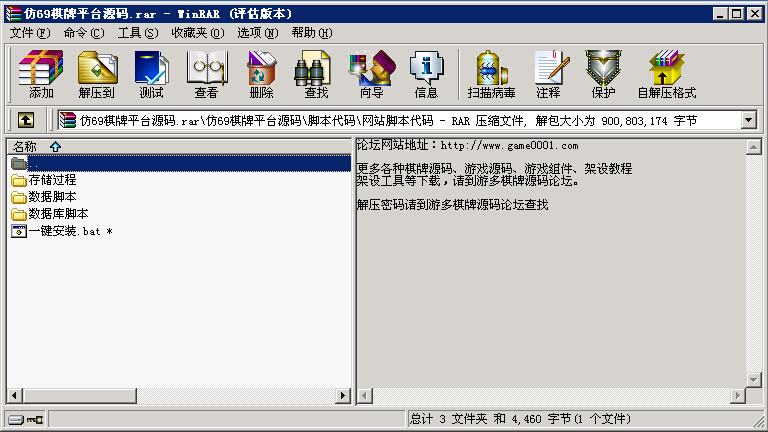 仿69棋牌平台源码.rar - WinRAR (评估版本)
文件(F) 命令(C) 工具(S) 收藏夹(O) 选项(N) 帮助(H)
添加 解压到 测试 查看 删除 查找 向导 信息 扫描病毒 注释 保护 自解压格式
仿69棋牌平台源码.rar\仿69棋牌平台源码\脚本代码\网站脚本代码 - RAR 压缩文件, 解包大小为 900,803,174 字节
名称
..
存储过程
数据脚本
数据库脚本
一键安装.bat *
论坛网站地址：http://www.game0001.com
更多各种棋牌源码、游戏源码、游戏组件、架设教程
架设工具等下载，请到游多棋牌源码论坛。
解压密码请到游多棋牌源码论坛查找
总计 3 文件夹 和 4,460 字节(1 个文件)